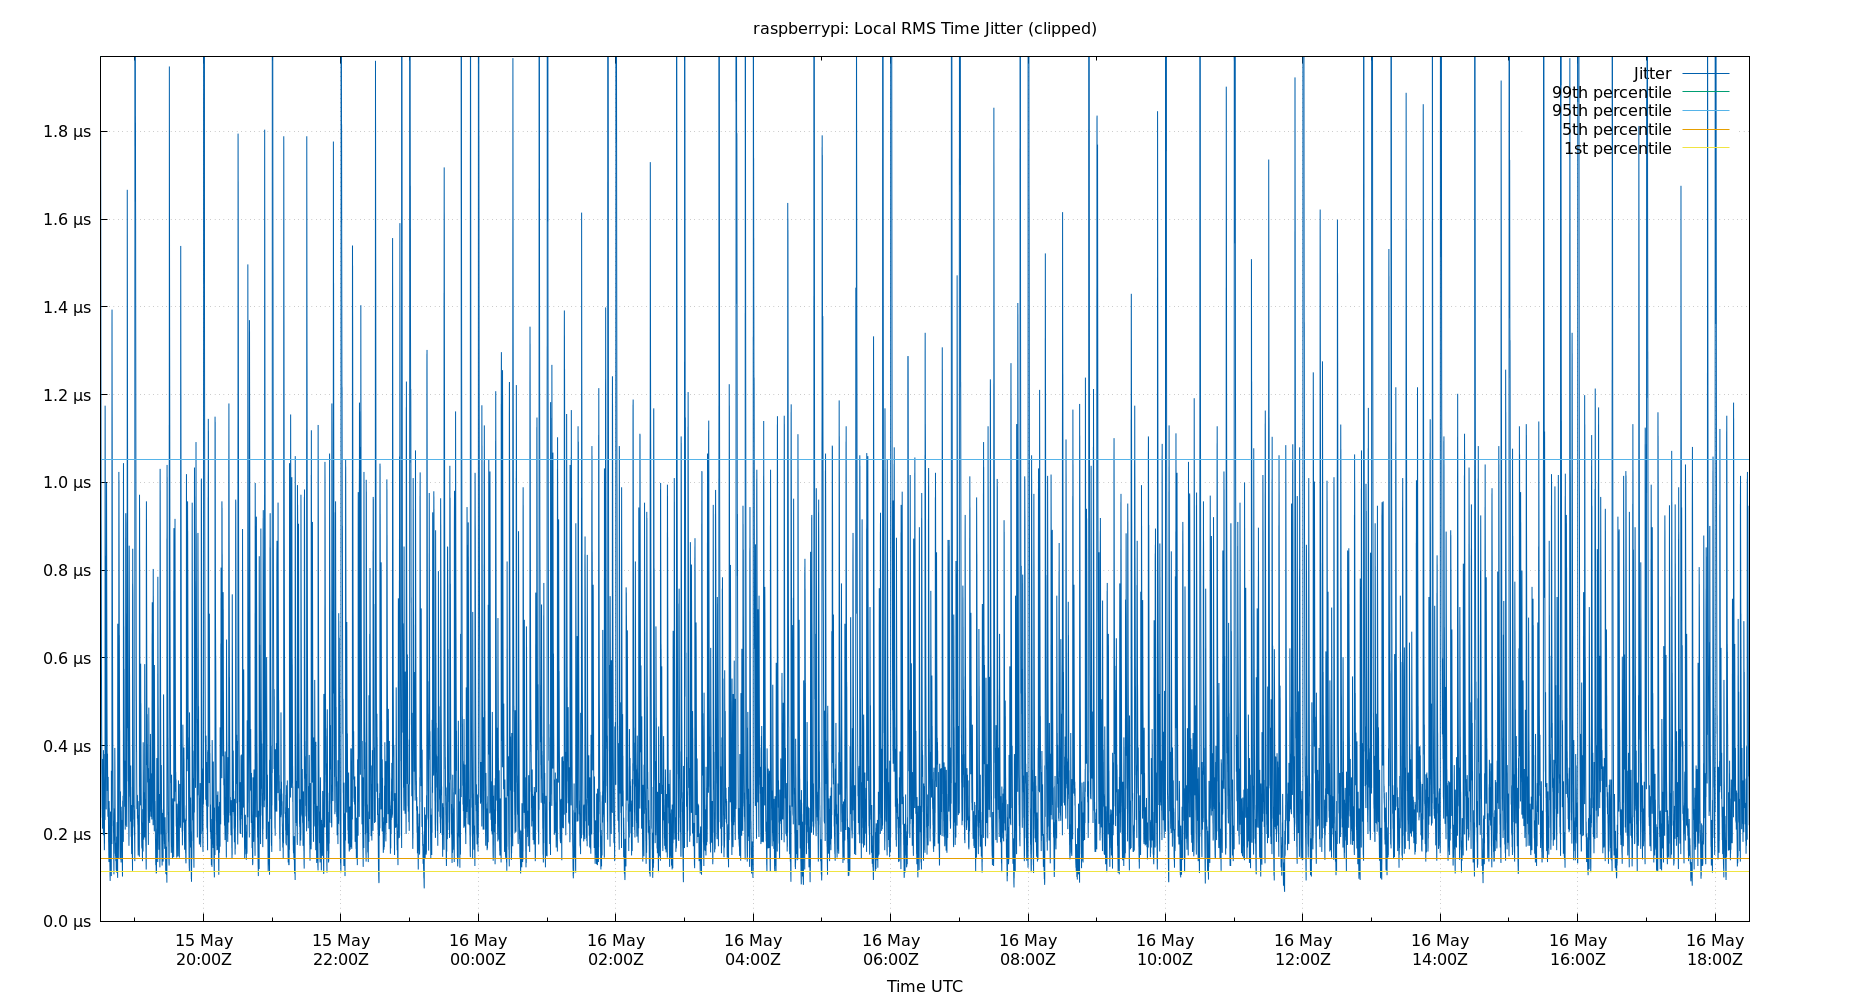 raspberrypi: Local RMS Time Jitter (clipped)
Jitter
99th percentile
95th percentile
5th percentile
1st percentile
1.8 µs
1.6 µs
1.4 µs
1.2 µs
1.0 µs
0.8 µs
0.6 µs
0.4 µs
0.2 µs
0.0 µs
15 May 15 May 16 May 16 May 16 May 16 May 16 May 16 May 16 May 16 May 16 May 16 May
20:00Z 22:00Z 00:00Z 02:00Z 04:00Z 06:00Z 08:00Z 10:00Z 12:00Z 14:00Z 16:00Z 18:00Z
Time UTC